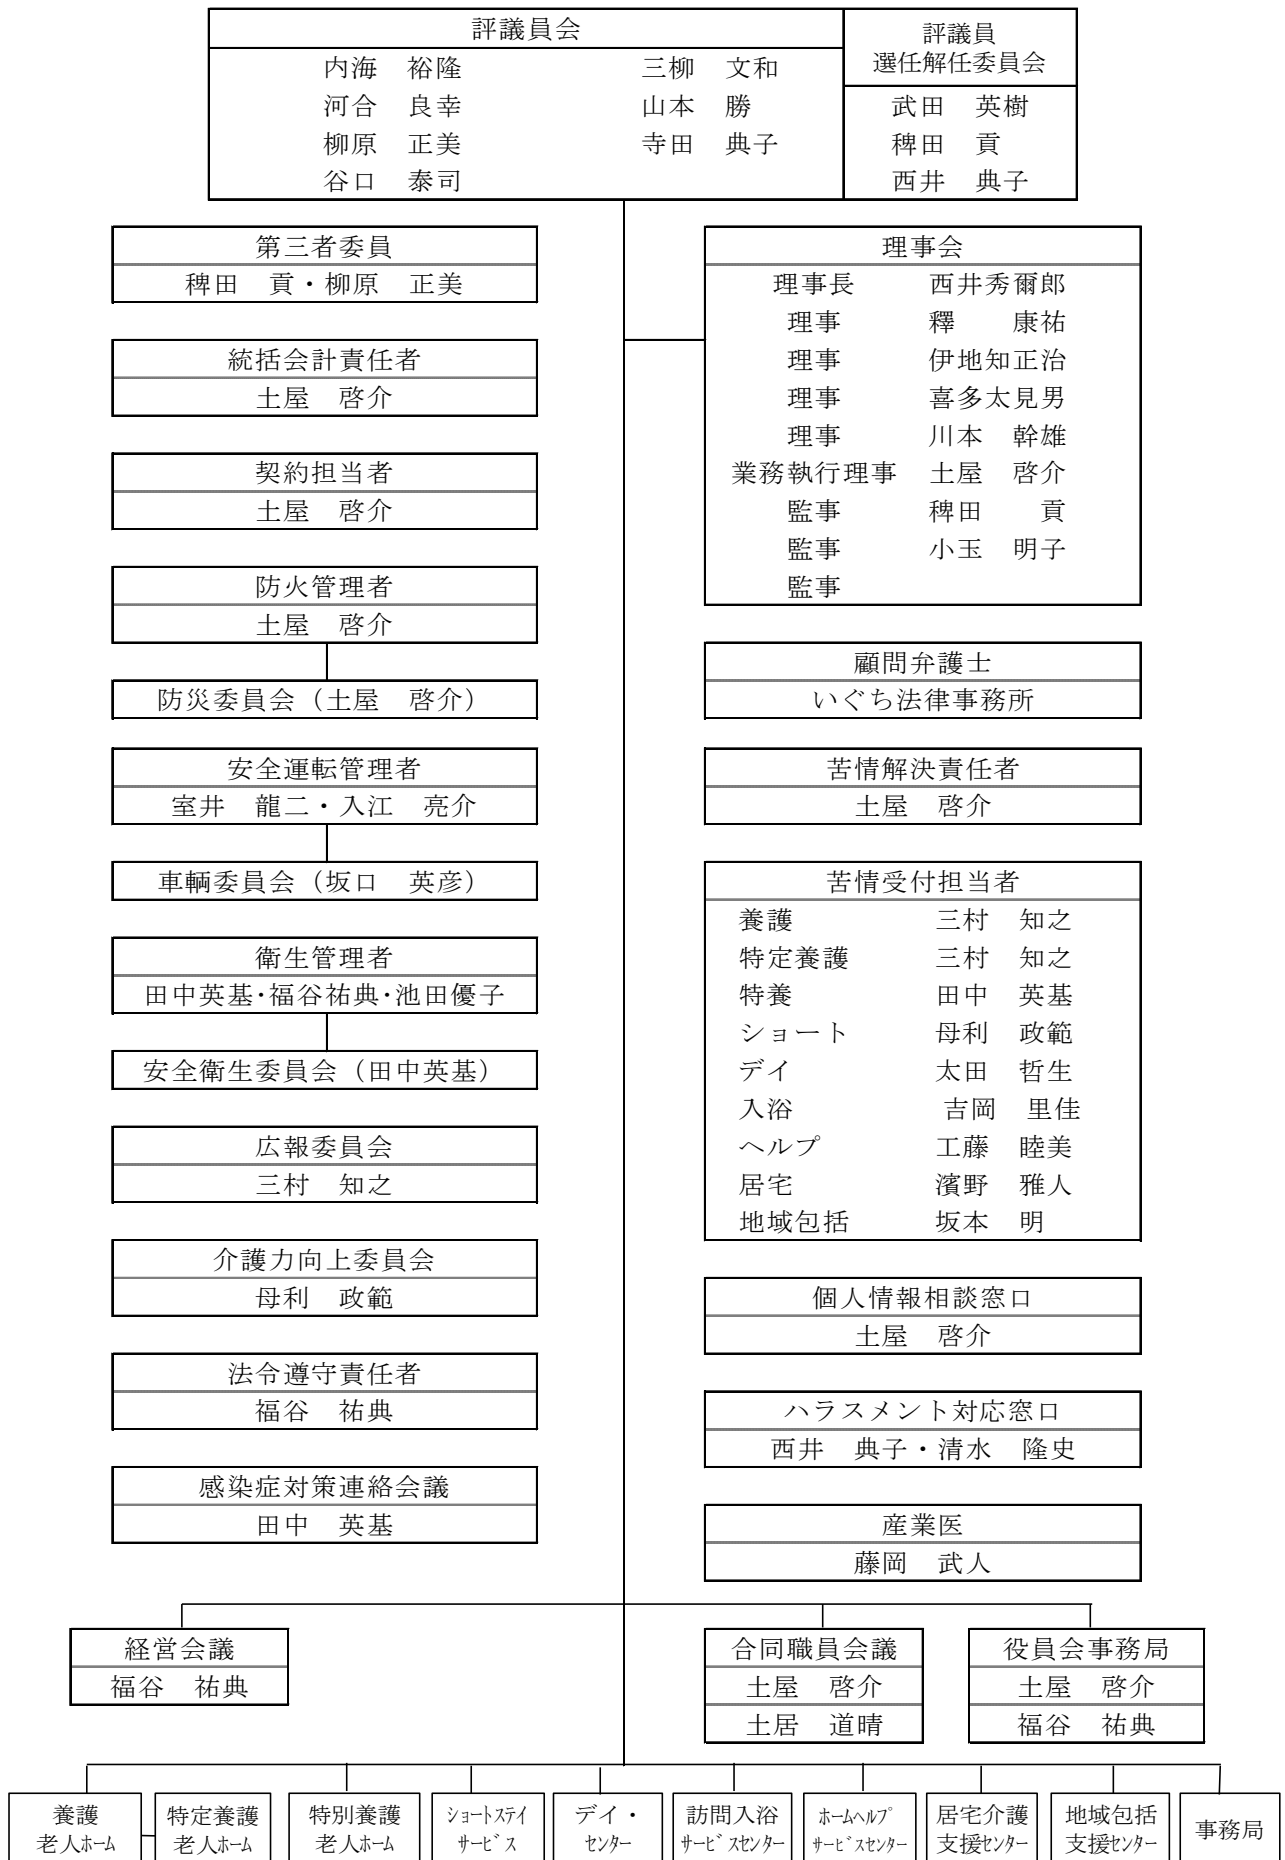 評議員会
内海　裕隆　三柳　文和
河合　良幸　山本　勝
柳原　正美　寺田　典子
谷口　泰司
評議員
選任解任委員会
武田　英樹
稗田　貢
西井　典子
第三者委員
稗田　貢・柳原　正美
統括会計責任者
土屋　啓介
契約担当者
土屋　啓介
防火管理者
土屋　啓介
防災委員会（土屋　啓介）
安全運転管理者
室井　龍二・入江　亮介
車輌委員会（坂口　英彦）
衛生管理者
田中英基･福谷祐典･池田優子
安全衛生委員会（田中英基）
広報委員会
三村　知之
介護力向上委員会
母利　政範
法令遵守責任者
福谷　祐典
感染症対策連絡会議
田中　英基
理事会
理事長　西井秀爾郎
理事　釋　　康祐
理事　伊地知正治
理事　喜多太見男
理事　川本　幹雄
業務執行理事　土屋　啓介
監事　稗田　　貢
監事　小玉　明子
監事
顧問弁護士
いぐち法律事務所
苦情解決責任者
土屋　啓介
苦情受付担当者
養護　三村　知之
特定養護　三村　知之
特養　田中　英基
ショート　母利　政範
デイ　太田　哲生
入浴　吉岡　里佳
ヘルプ　工藤　睦美
居宅　濱野　雅人
地域包括　坂本　明
個人情報相談窓口
土屋　啓介
ハラスメント対応窓口
西井　典子・清水　隆史
産業医
藤岡　武人
経営会議
福谷　祐典
合同職員会議
土屋　啓介
土居　道晴
役員会事務局
土屋　啓介
福谷　祐典
養護
老人ﾎｰﾑ
特定養護
老人ﾎｰﾑ
特別養護
老人ﾎｰﾑ
ｼｮｰﾄｽﾃｲ
ｻｰﾋﾞｽ
デイ・
ｾﾝﾀｰ
訪問入浴
ｻｰﾋﾞｽｾﾝﾀｰ
ﾎｰﾑﾍﾙﾌﾟ
ｻｰﾋﾞｽｾﾝﾀｰ
居宅介護
支援ｾﾝﾀｰ
地域包括
支援ｾﾝﾀｰ
事務局